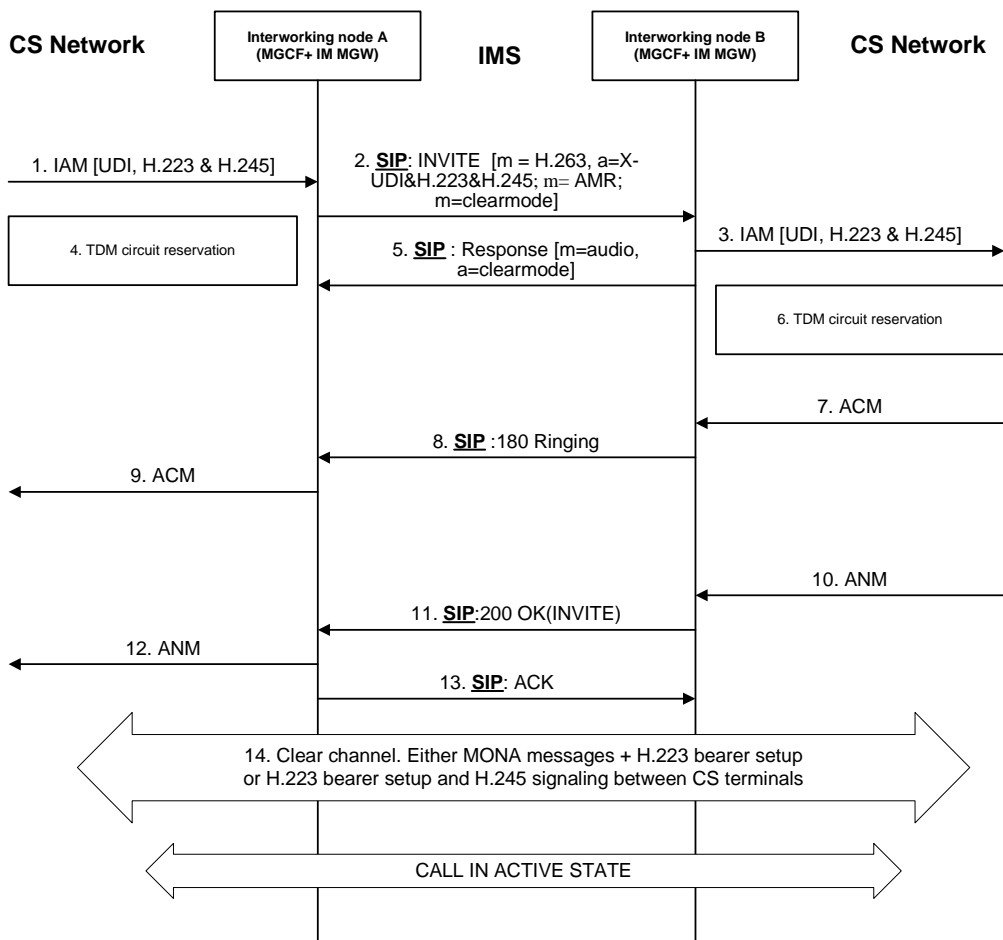 CS Network
Interworking node A
(MGCF+ IM MGW)
IMS
Interworking node B
(MGCF+ IM MGW)
CS Network
1. IAM [UDI, H.223 & H.245]
2. SIP: INVITE [m = H.263, a=X-
UDI&H.223&H.245; m= AMR;
m=clearmode]
3. IAM [UDI, H.223 & H.245]
4. TDM circuit reservation
5. SIP : Response [m=audio,
a=clearmode]
6. TDM circuit reservation
7. ACM
8. SIP :180 Ringing
9. ACM
10. ANM
11. SIP:200 OK(INVITE)
12. ANM
13. SIP: ACK
14. Clear channel. Either MONA messages + H.223 bearer setup
or H.223 bearer setup and H.245 signaling between CS terminals
CALL IN ACTIVE STATE